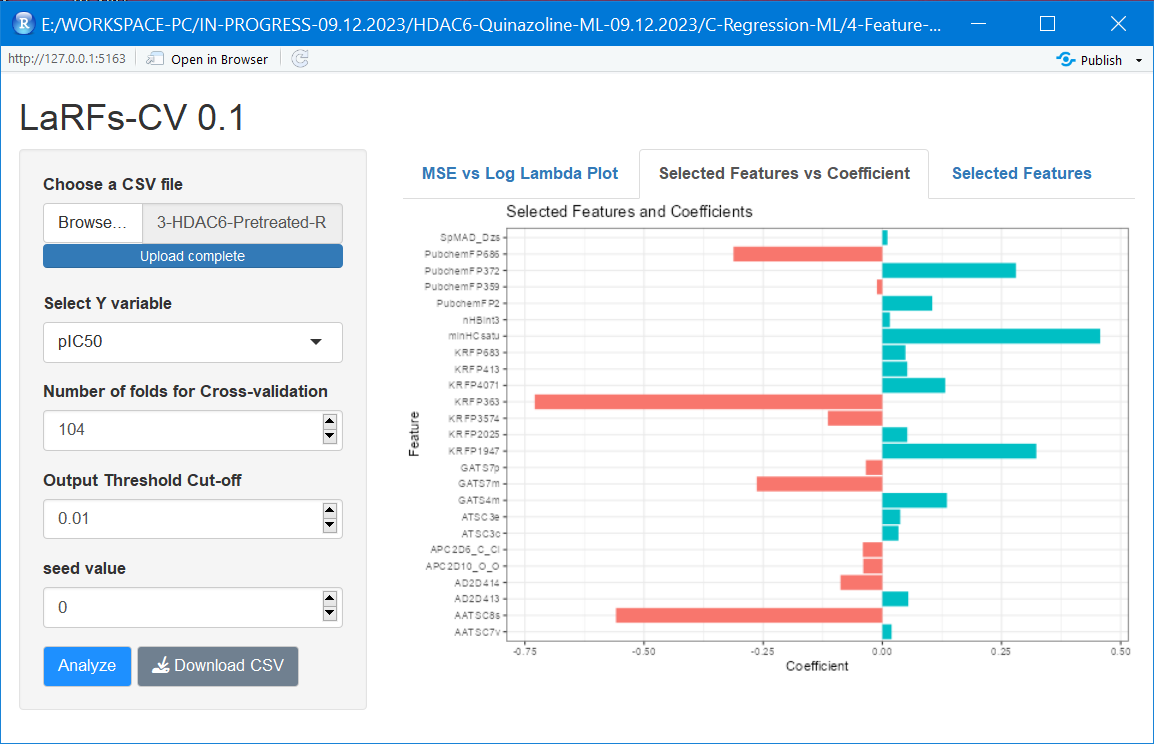 E:/WORKSPACE-PC/IN-PROGRESS-09.12.2023/HDAC6-Quinazoline-ML-09.12.2023/C-Regression-ML/4-Feature-...
http://127.0.0.1:5163 Open in Browser Publish
LaRFs-CV 0.1
Choose a CSV file
Browse... 3-HDAC6-Pretreated-R
Upload complete
Select Y variable
pIC50
Number of folds for Cross-validation
104
Output Threshold Cut-off
0.01
seed value
0
Analyze Download CSV
MSE vs Log Lambda Plot Selected Features vs Coefficient Selected Features
Selected Features and Coefficients
Feature
SpMAD_Dzs
PubchemFP686
PubchemFP372
PubchemFP359
PubchemFP2
nHBint3
minHCsatu
KRFP683
KRFP413
KRFP4071
KRFP363
KRFP3574
KRFP2025
KRFP1947
GATS7p
GATS7m
GATS4m
ATSC3e
ATSC3c
APC2D6_C_Cl
APC2D10_O_O
AD2D414
AD2D413
AATSC8s
AATSC7v
-0.75 -0.50 -0.25 0.00 0.25 0.50
Coefficient